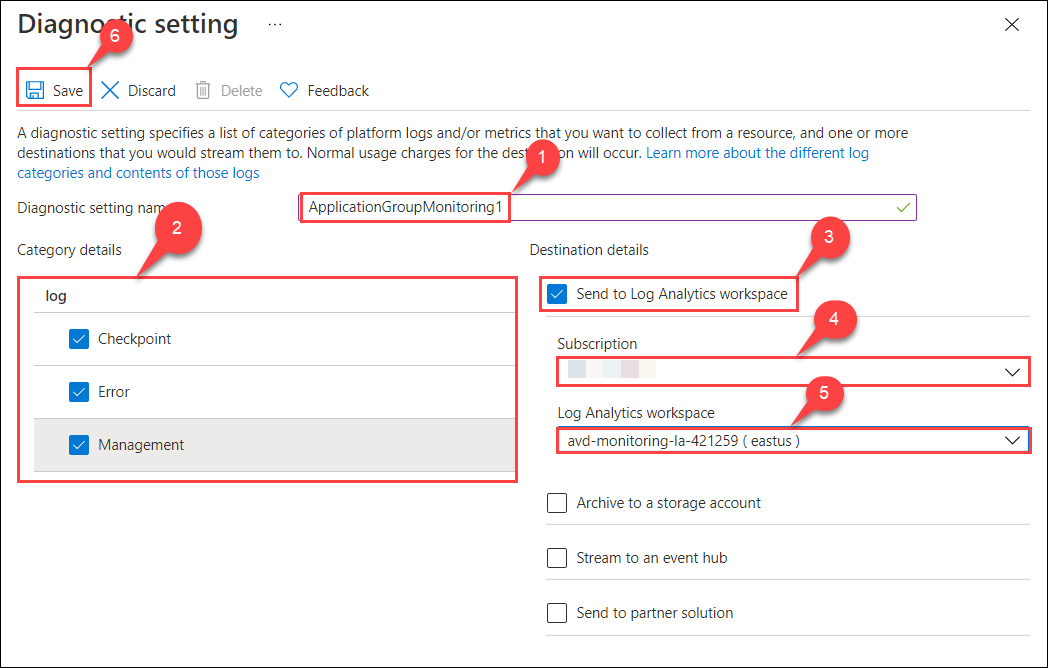 Diagnostic setting ...
6
Save Discard Delete Feedback
A diagnostic setting specifies a list of categories of platform logs and/or metrics that you want to collect from a resource, and one or more
destinations that you would stream them to. Normal usage charges for the destination will occur. Learn more about the different log
categories and contents of those logs
1
Diagnostic setting name ApplicationGroupMonitoring1
2
3
Category details
Destination details
log
Checkpoint
Error
Management
Send to Log Analytics workspace
4
Subscription
5
Log Analytics workspace
avd-monitoring-la-421259 ( eastus )
Archive to a storage account
Stream to an event hub
Send to partner solution